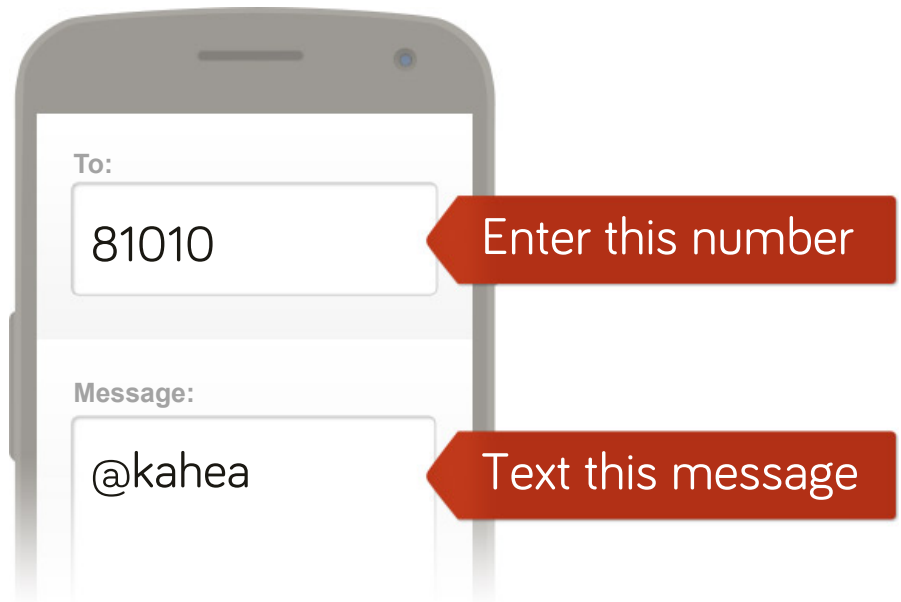 To:
81010
Enter this number
Message:
@kahea
Text this message